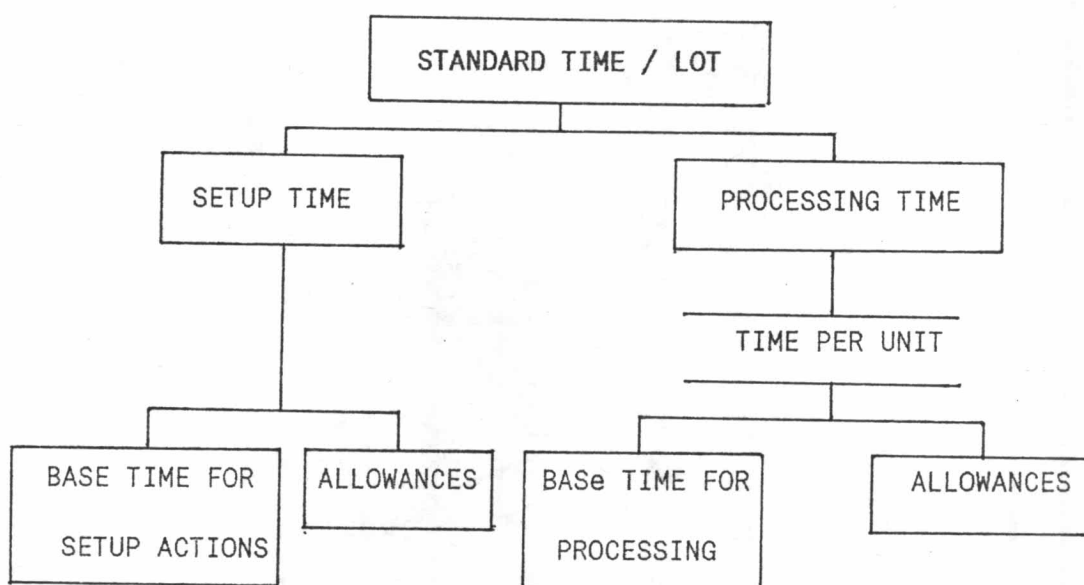 STANDARD TIME / LOT
SETUP TIME
PROCESSING TIME
TIME PER UNIT
BASE TIME FOR
SETUP ACTIONS
ALLOWANCES
BASe TIME FOR
PROCESSING
ALLOWANCES